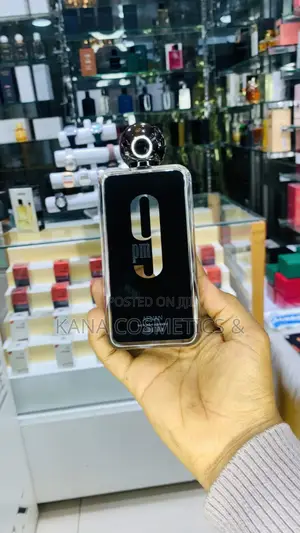 9
pm
POSTED ON JIJI
KANA COSMETICS &
AFNAN